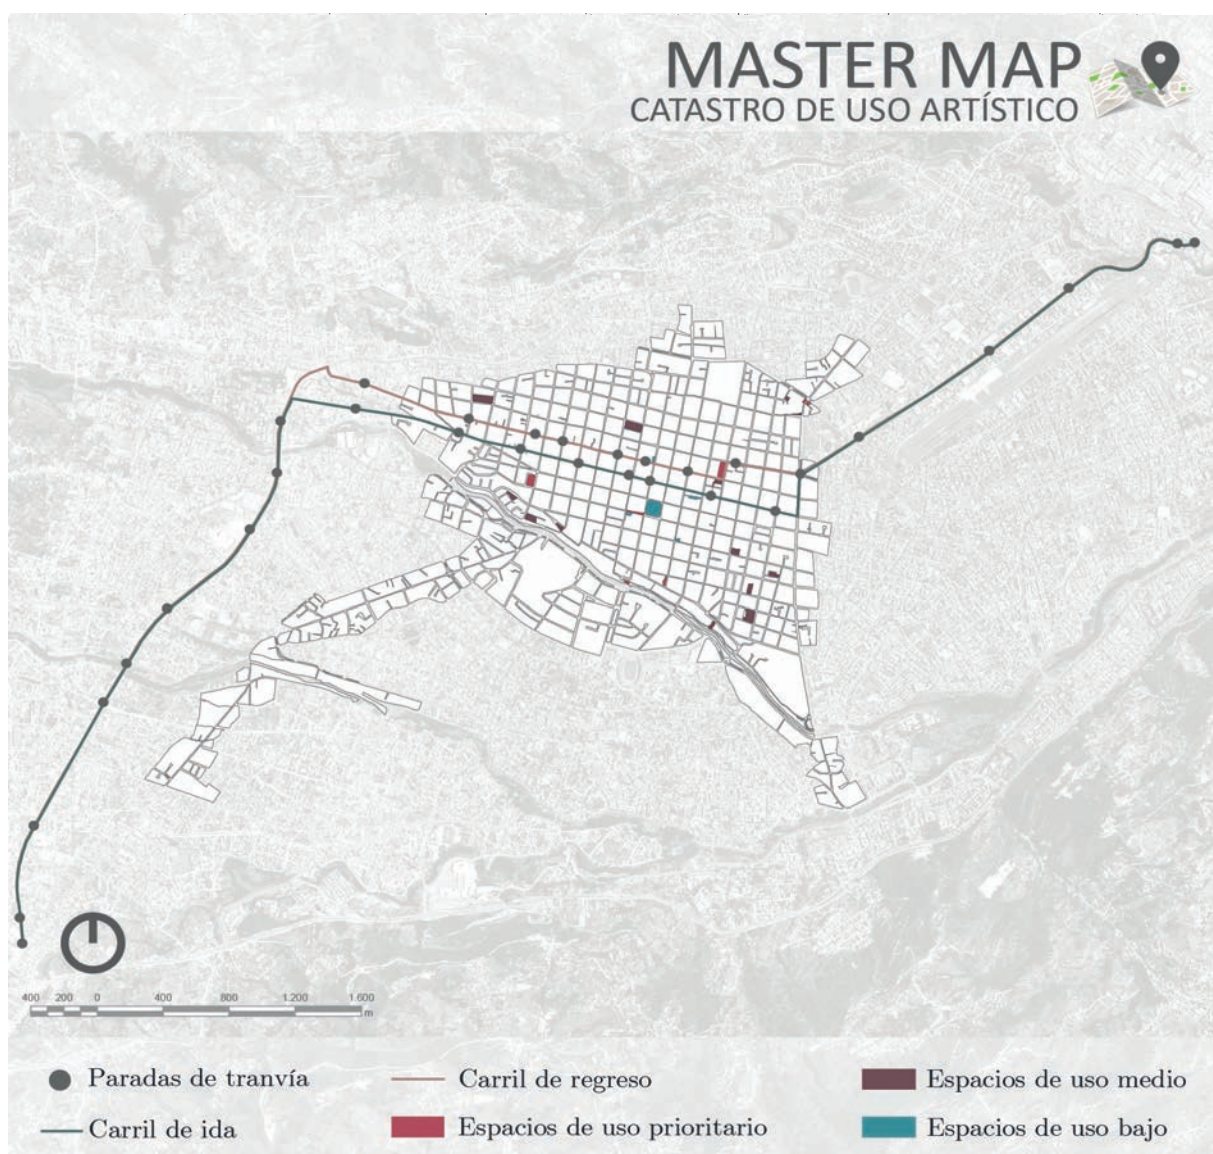 MASTER MAP
CATASTRO DE USO ARTÍSTICO
400 200 0 400 800 1.200 1.600
m
Paradas de tranvía
Carril de regreso
Espacios de uso medio
Carril de ida
Espacios de uso prioritario
Espacios de uso bajo